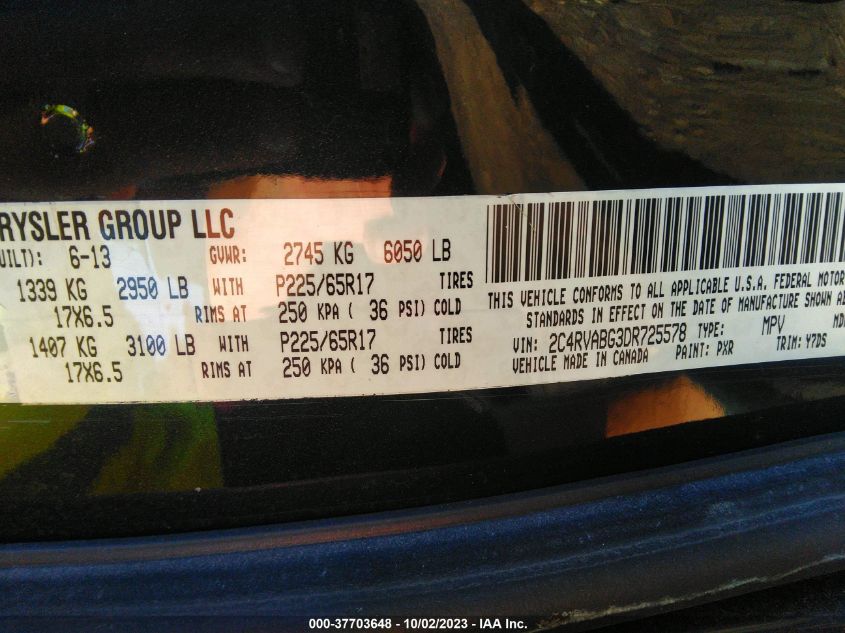 RYSLER GROUP LLC
UILT): 6-13 GVWR: 2745 KG 6050 LB
1339 KG 2950 LB WITH P225/65R17 TIRES
17X6.5 RIMS AT 250 KPA ( 36 PSI) COLD
1407 KG 3100 LB WITH P225/65R17 TIRES
17X6.5 RIMS AT 250 KPA ( 36 PSI) COLD
THIS VEHICLE CONFORMS TO ALL APPLICABLE U.S.A. FEDERAL MOTOR
STANDARDS IN EFFECT ON THE DATE OF MANUFACTURE SHOWN AB
VIN: 2C4RVABG3DR725578 TYPE: MPV MD
VEHICLE MADE IN CANADA PAINT: PXR TRIM: Y7DS
000-37703648 - 10/02/2023 - IAA Inc.